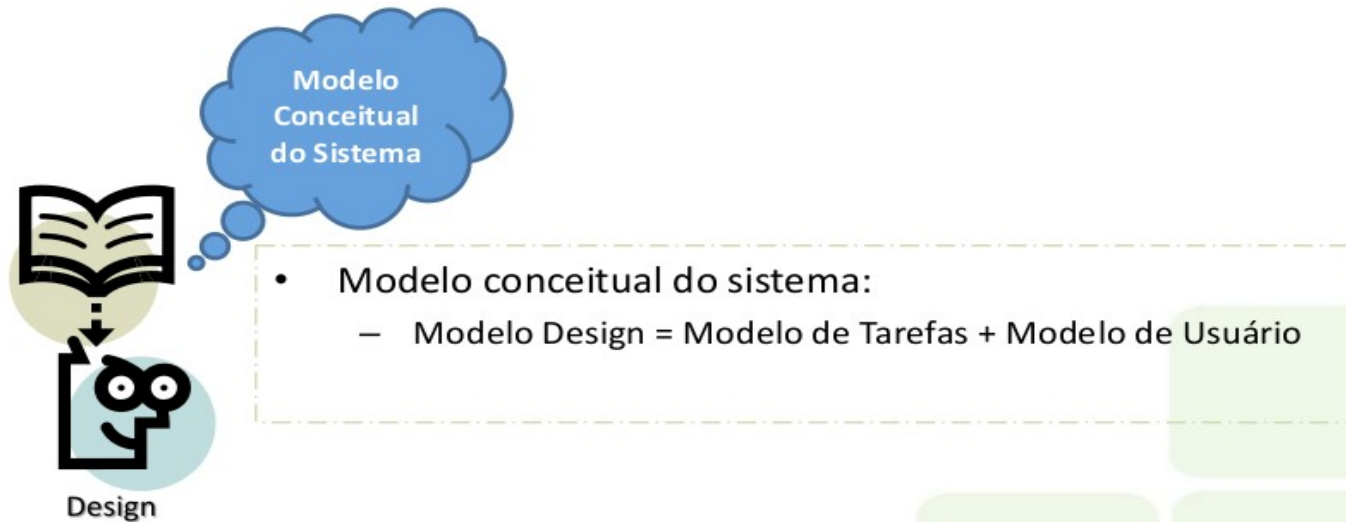 Modelo
Conceitual
do Sistema
• Modelo conceitual do sistema:
– Modelo Design = Modelo de Tarefas + Modelo de Usuário
Design